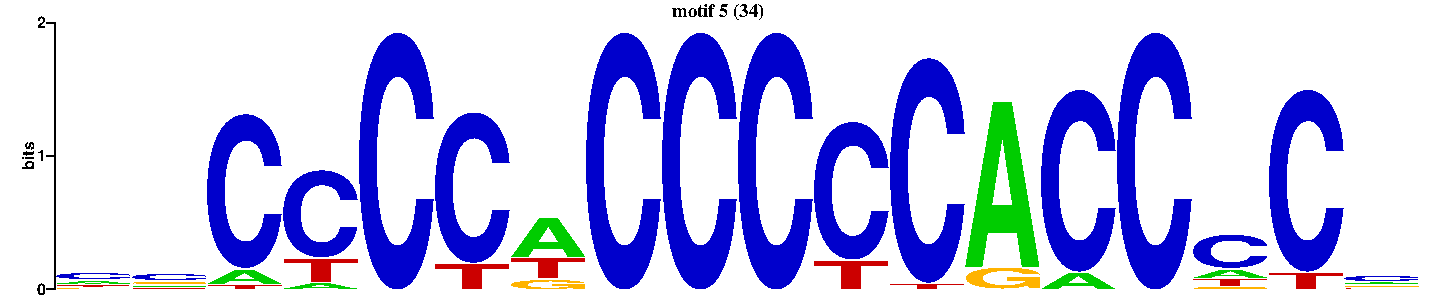 motif 5 (34)
2
bits
1
0
C C C C C C A C C C C C A C C C C C
A T T T T G A A T
T A G T